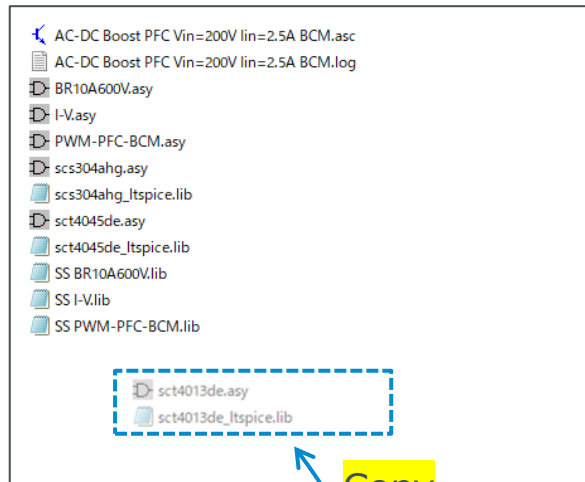 AC-DC Boost PFC Vin=200V Iin=2.5A BCM.asc
AC-DC Boost PFC Vin=200V Iin=2.5A BCM.log
BR10A600V.asy
I-V.asy
PWM-PFC-BCM.asy
scs304ahg.asy
scs304ahg_ltspice.lib
sct4045de.asy
sct4045de_ltspice.lib
SS BR10A600V.lib
SS I-V.lib
SS PWM-PFC-BCM.lib
sct4013de.asy
sct4013de_ltspice.lib
Copy